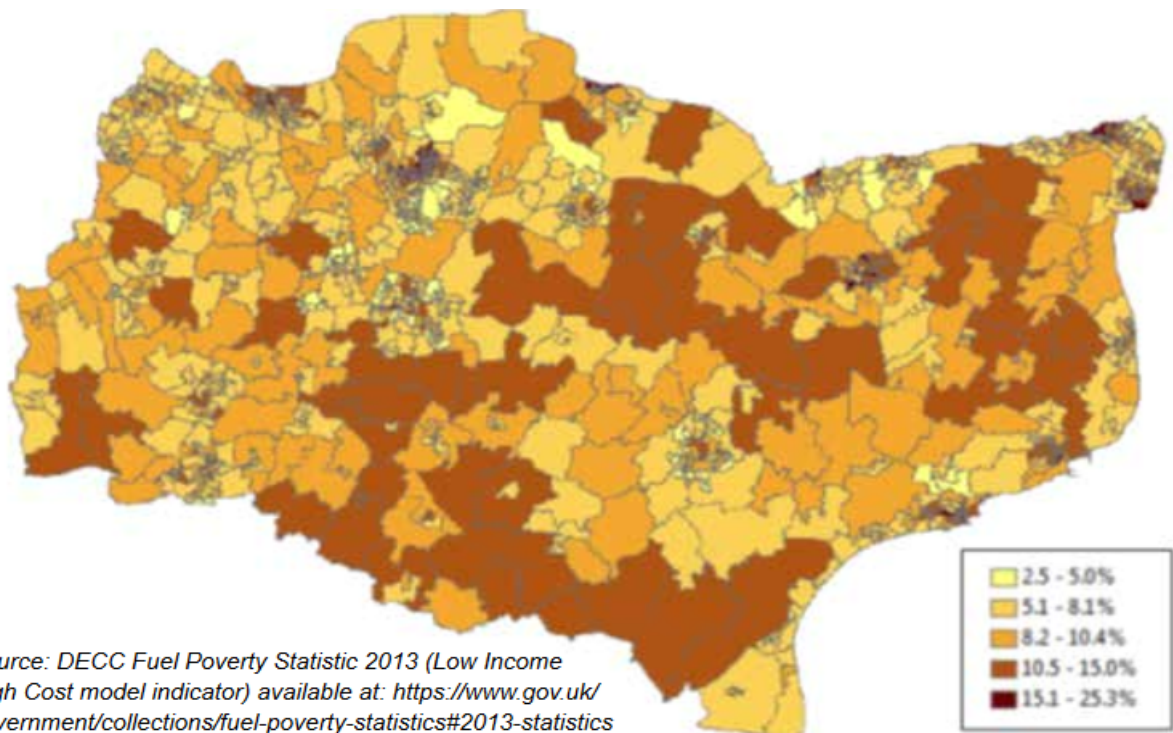 2.5 - 5.0%
5.1 - 8.1%
8.2 - 10.4%
10.5 - 15.0%
15.1 - 25.3%
urce: DECC Fuel Poverty Statistic 2013 (Low Income
gh Cost model indicator) available at: https://www.gov.uk/
vernment/collections/fuel-poverty-statistics#2013-statistics